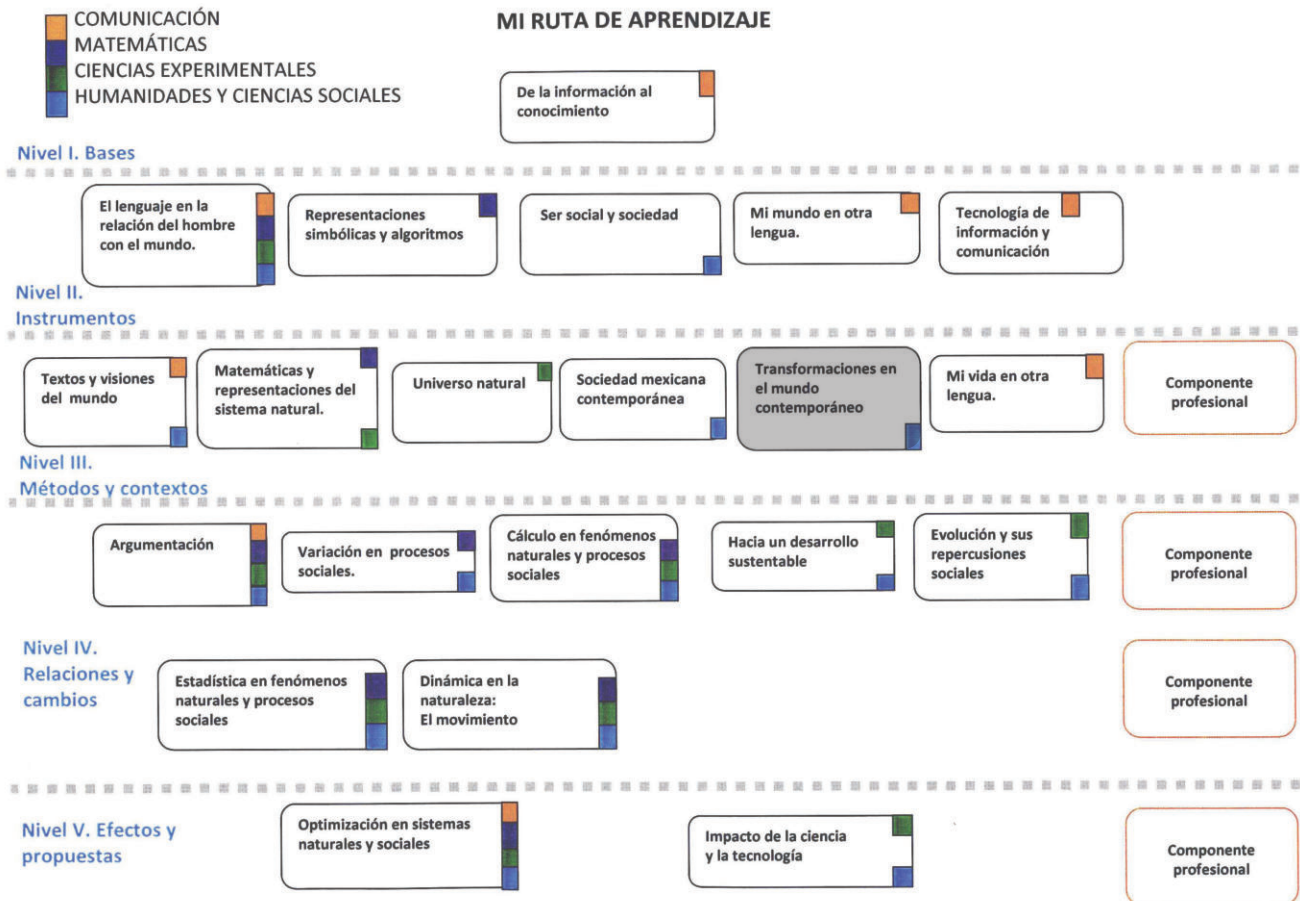 COMUNICACIÓN
MATEMÁTICAS
CIENCIAS EXPERIMENTALES
HUMANIDADES Y CIENCIAS SOCIALES
MI RUTA DE APRENDIZAJE
De la información al
conocimiento
Nivel I. Bases
El lenguaje en la
relación del hombre
con el mundo.
Representaciones
simbólicas y algoritmos
Ser social y sociedad
Mi mundo en otra
lengua.
Tecnología de
información y
comunicación
Nivel II.
Instrumentos
Textos y visiones
del mundo
Matemáticas y
representaciones del
sistema natural.
Universo natural
Sociedad mexicana
contemporánea
Transformaciones en
el mundo
contemporáneo
Mi vida en otra
lengua.
Componente
profesional
Nivel III.
Métodos y contextos
Argumentación
Variación en procesos
sociales.
Cálculo en fenómenos
naturales y procesos
sociales
Hacia un desarrollo
sustentable
Evolución y sus
repercusiones
sociales
Componente
profesional
Nivel IV.
Relaciones y
cambios
Estadística en fenómenos
naturales y procesos
sociales
Dinámica en la
naturaleza:
El movimiento
Componente
profesional
Nivel V. Efectos y
propuestas
Optimización en sistemas
naturales y sociales
Impacto de la ciencia
y la tecnología
Componente
profesional